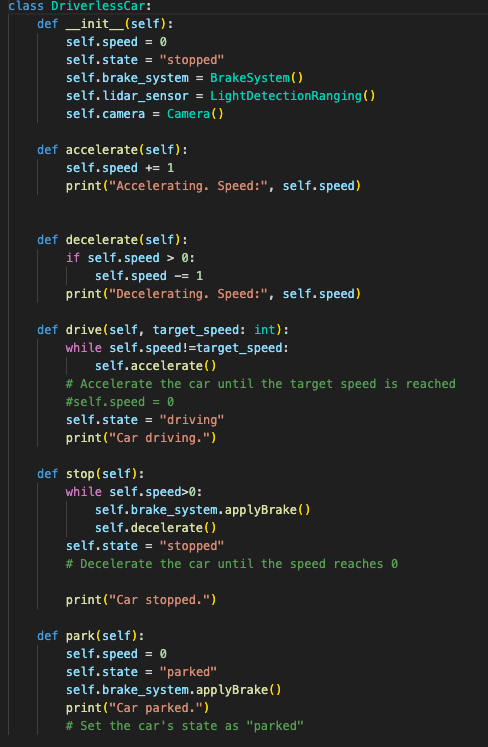 class DriverlessCar:
    def __init__(self):
        self.speed = 0
        self.state = "stopped"
        self.brake_system = BrakeSystem()
        self.lidar_sensor = LightDetectionRanging()
        self.camera = Camera()

    def accelerate(self):
        self.speed += 1
        print("Accelerating. Speed:", self.speed)


    def decelerate(self):
        if self.speed > 0:
            self.speed -= 1
        print("Decelerating. Speed:", self.speed)

    def drive(self, target_speed: int):
        while self.speed!=target_speed:
            self.accelerate()
        # Accelerate the car until the target speed is reached
        #self.speed = 0
        self.state = "driving"
        print("Car driving.")

    def stop(self):
        while self.speed>0:
            self.brake_system.applyBrake()
            self.decelerate()
        self.state = "stopped"
        # Decelerate the car until the speed reaches 0

        print("Car stopped.")

    def park(self):
        self.speed = 0
        self.state = "parked"
        self.brake_system.applyBrake()
        print("Car parked.")
        # Set the car's state as "parked"